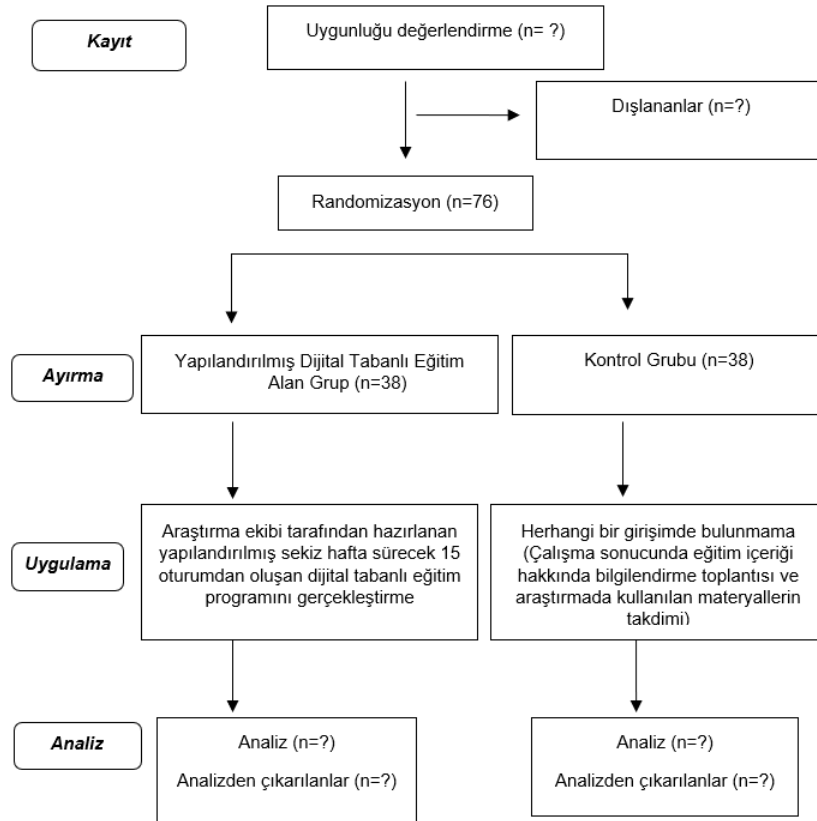 Kayıt
Uygunluğu değerlendirme (n= ?)
Dışlananlar (n=?)
Randomizasyon (n=76)
Ayırma
Yapılandırılmış Dijital Tabanlı Eğitim
Alan Grup (n=38)
Kontrol Grubu (n=38)
Uygulama
Araştırma ekibi tarafından hazırlanan
yapılandırılmış sekiz hafta sürecek 15
oturumdan oluşan dijital tabanlı eğitim
programını gerçekleştirme
Herhangi bir girişimde bulunmama
(Çalışma sonucunda eğitim içeriği
hakkında bilgilendirme toplantısı ve
araştırmada kullanılan materyallerin
takdimi)
Analiz
Analiz (n=?)
Analizden çıkarılanlar (n=?)
Analiz (n=?)
Analizden çıkarılanlar (n=?)